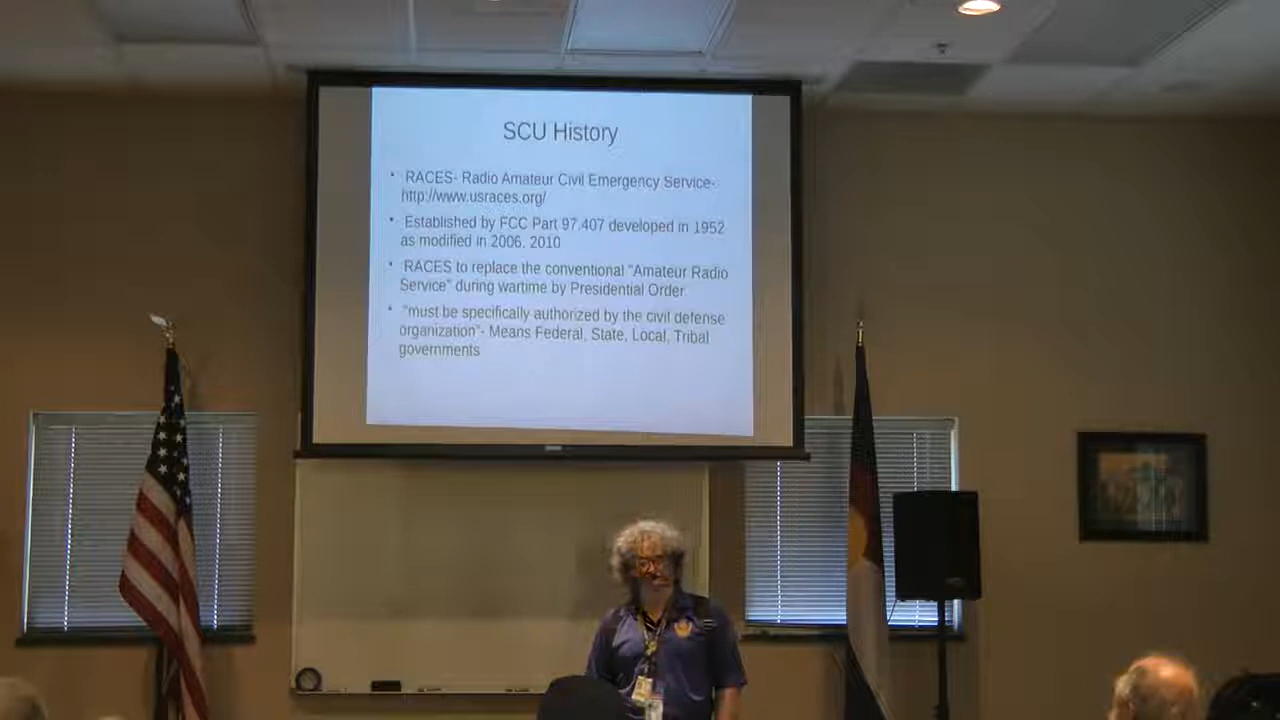 SCU History
RACES- Radio Amateur Civil Emergency Service-
http://www.usraces.org/
Established by FCC Part 97.407 developed in 1952
as modified in 2006, 2010
RACES to replace the conventional "Amateur Radio
Service" during wartime by Presidential Order
"must be specifically authorized by the civil defense
organization"- Means Federal, State, Local, Tribal
governments